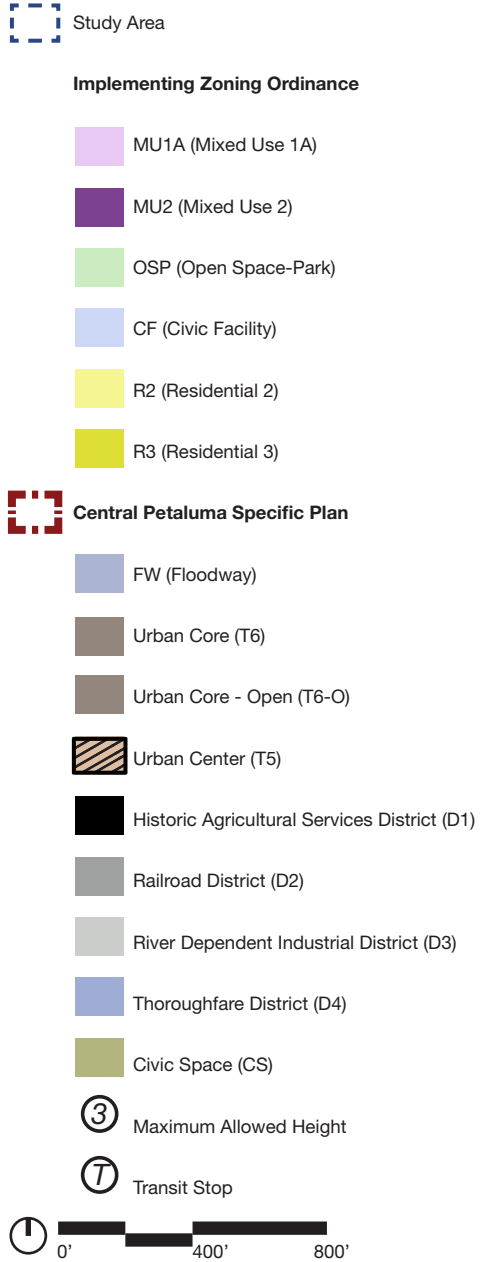 Study Area
Implementing Zoning Ordinance
MU1A (Mixed Use 1A)
MU2 (Mixed Use 2)
OSP (Open Space-Park)
CF (Civic Facility)
R2 (Residential 2)
R3 (Residential 3)
Central Petaluma Specific Plan
FW (Floodway)
Urban Core (T6)
Urban Core - Open (T6-O)
Urban Center (T5)
Historic Agricultural Services District (D1)
Railroad District (D2)
River Dependent Industrial District (D3)
Thoroughfare District (D4)
Civic Space (CS)
3 Maximum Allowed Height
T Transit Stop
0’ 400’ 800’